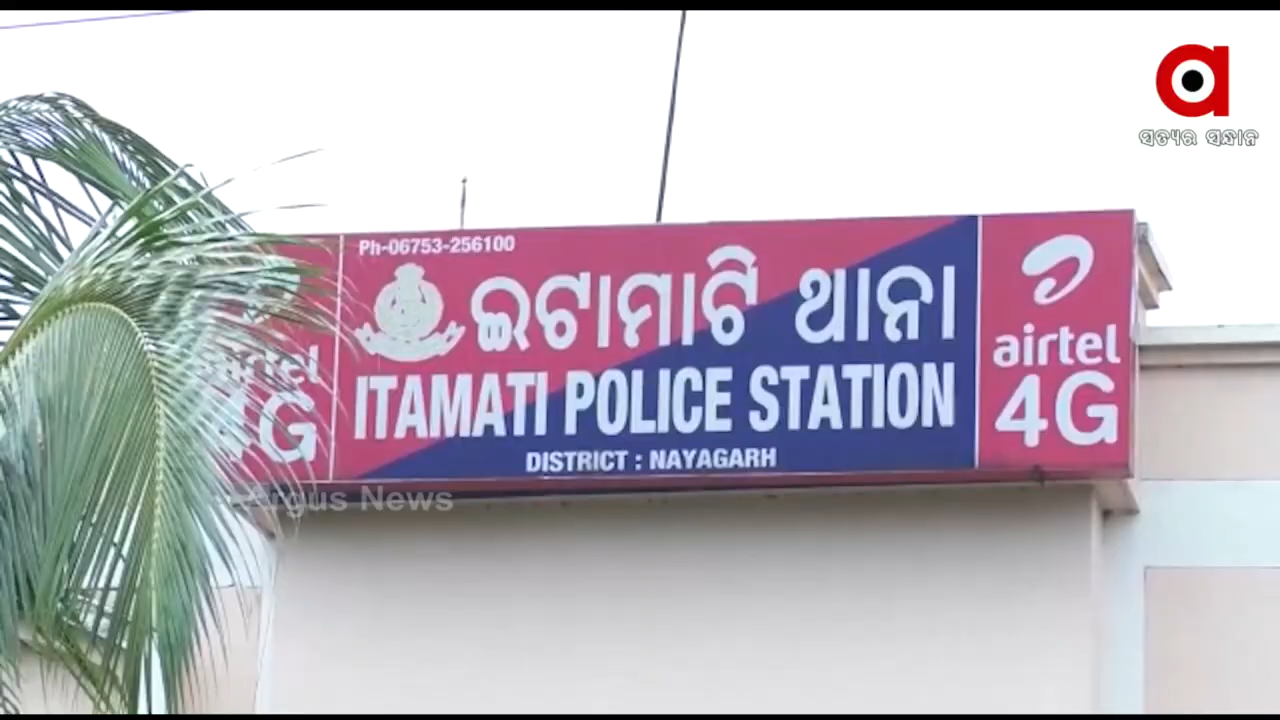 ସତ୍ୟର ସନ୍ଧାନ
Ph-06753-256100
ଇଟାମାଟି ଥାନା
ITAMATI POLICE STATION
DISTRICT : NAYAGARH
airtel
4G
airtel
4G
Argus News